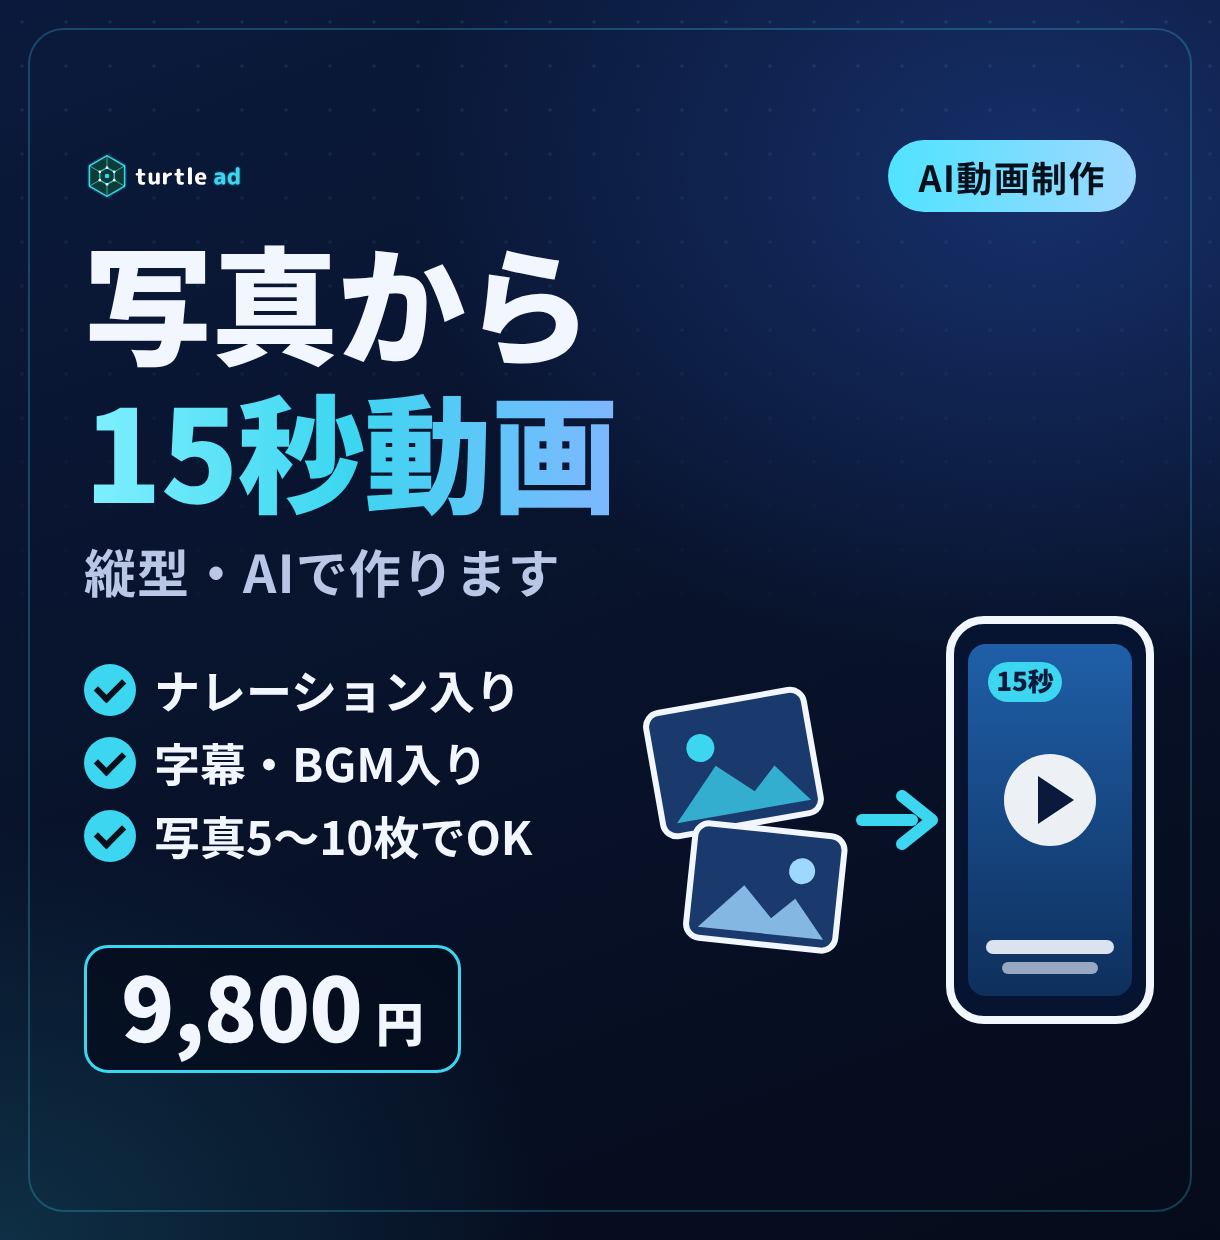 turtle ad
AI動画制作
写真から
15秒動画
縦型・AIで作ります
ナレーション入り
字幕・BGM入り
写真5〜10枚でOK
15秒
9,800円